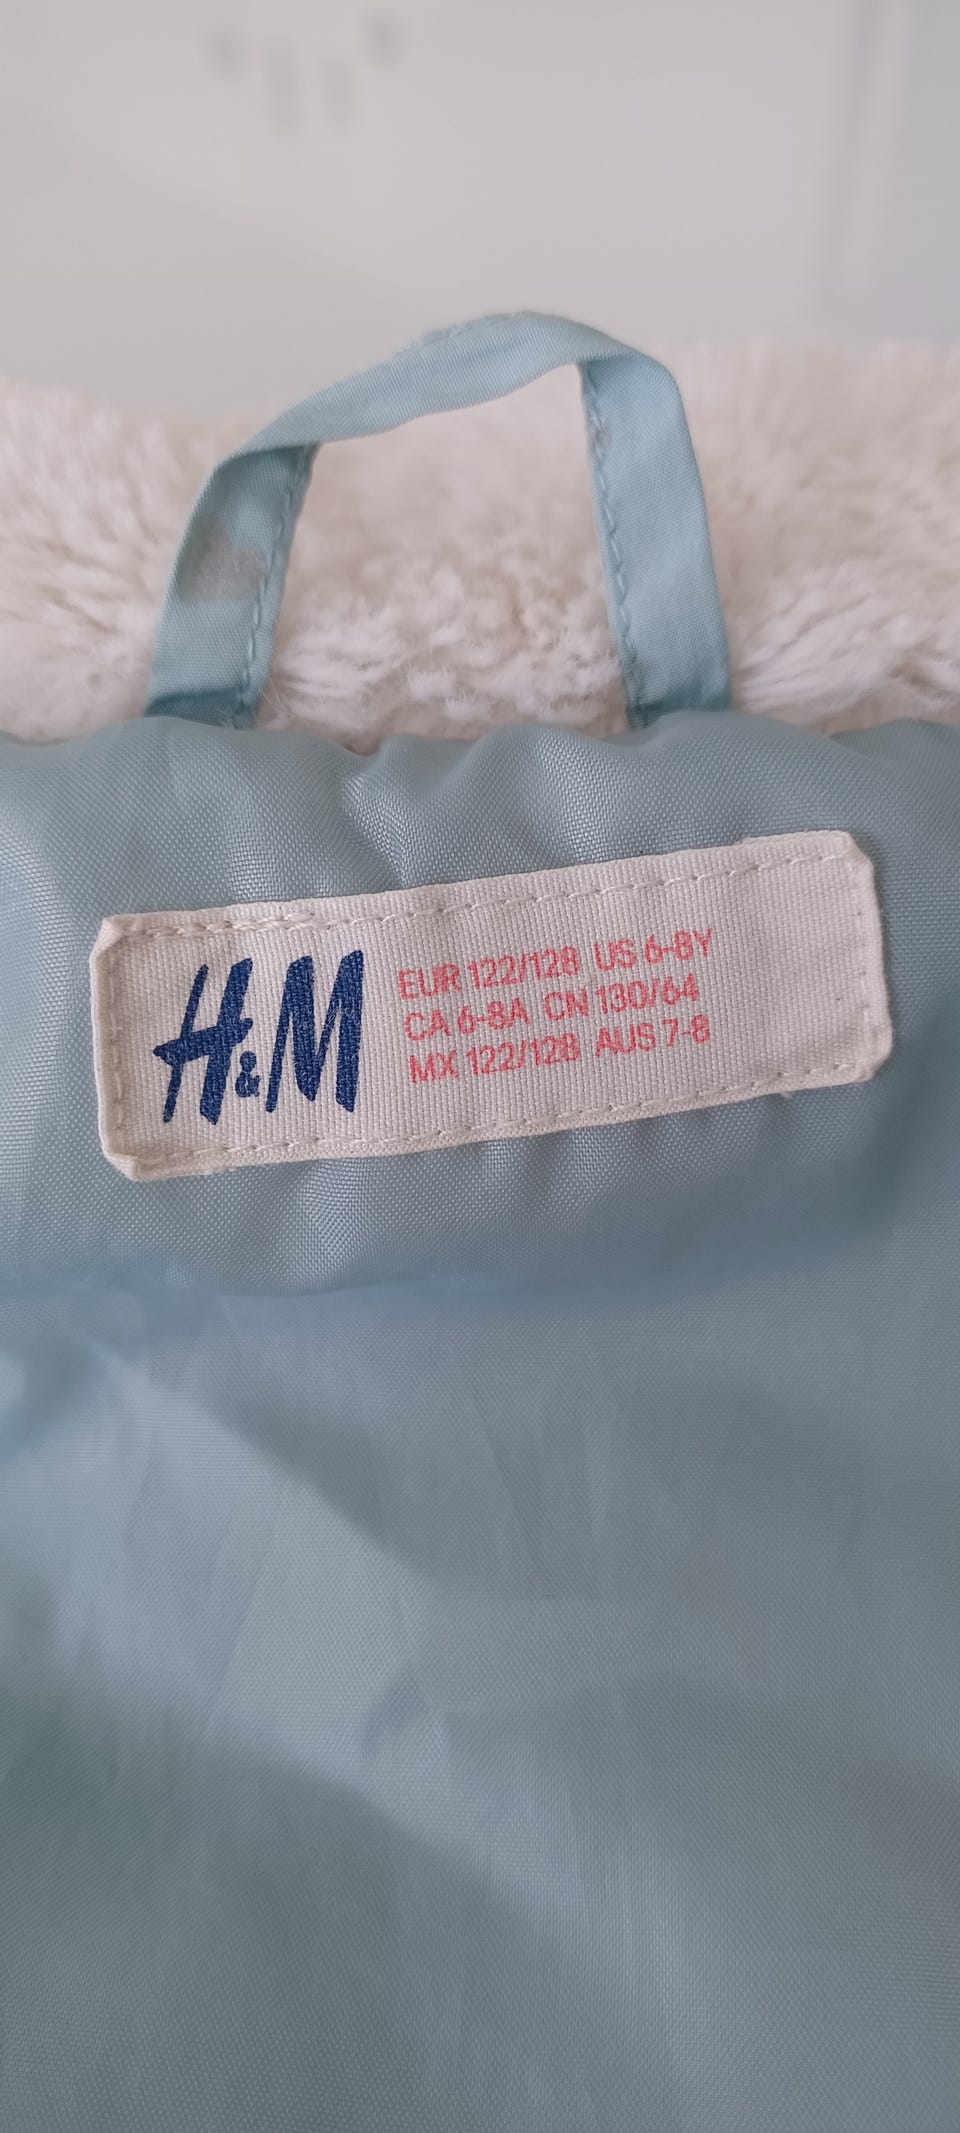 H&M
EUR 122/128 US 6-8Y
CA 6-8A CN 130/64
MX 122/128 AUS 7-8